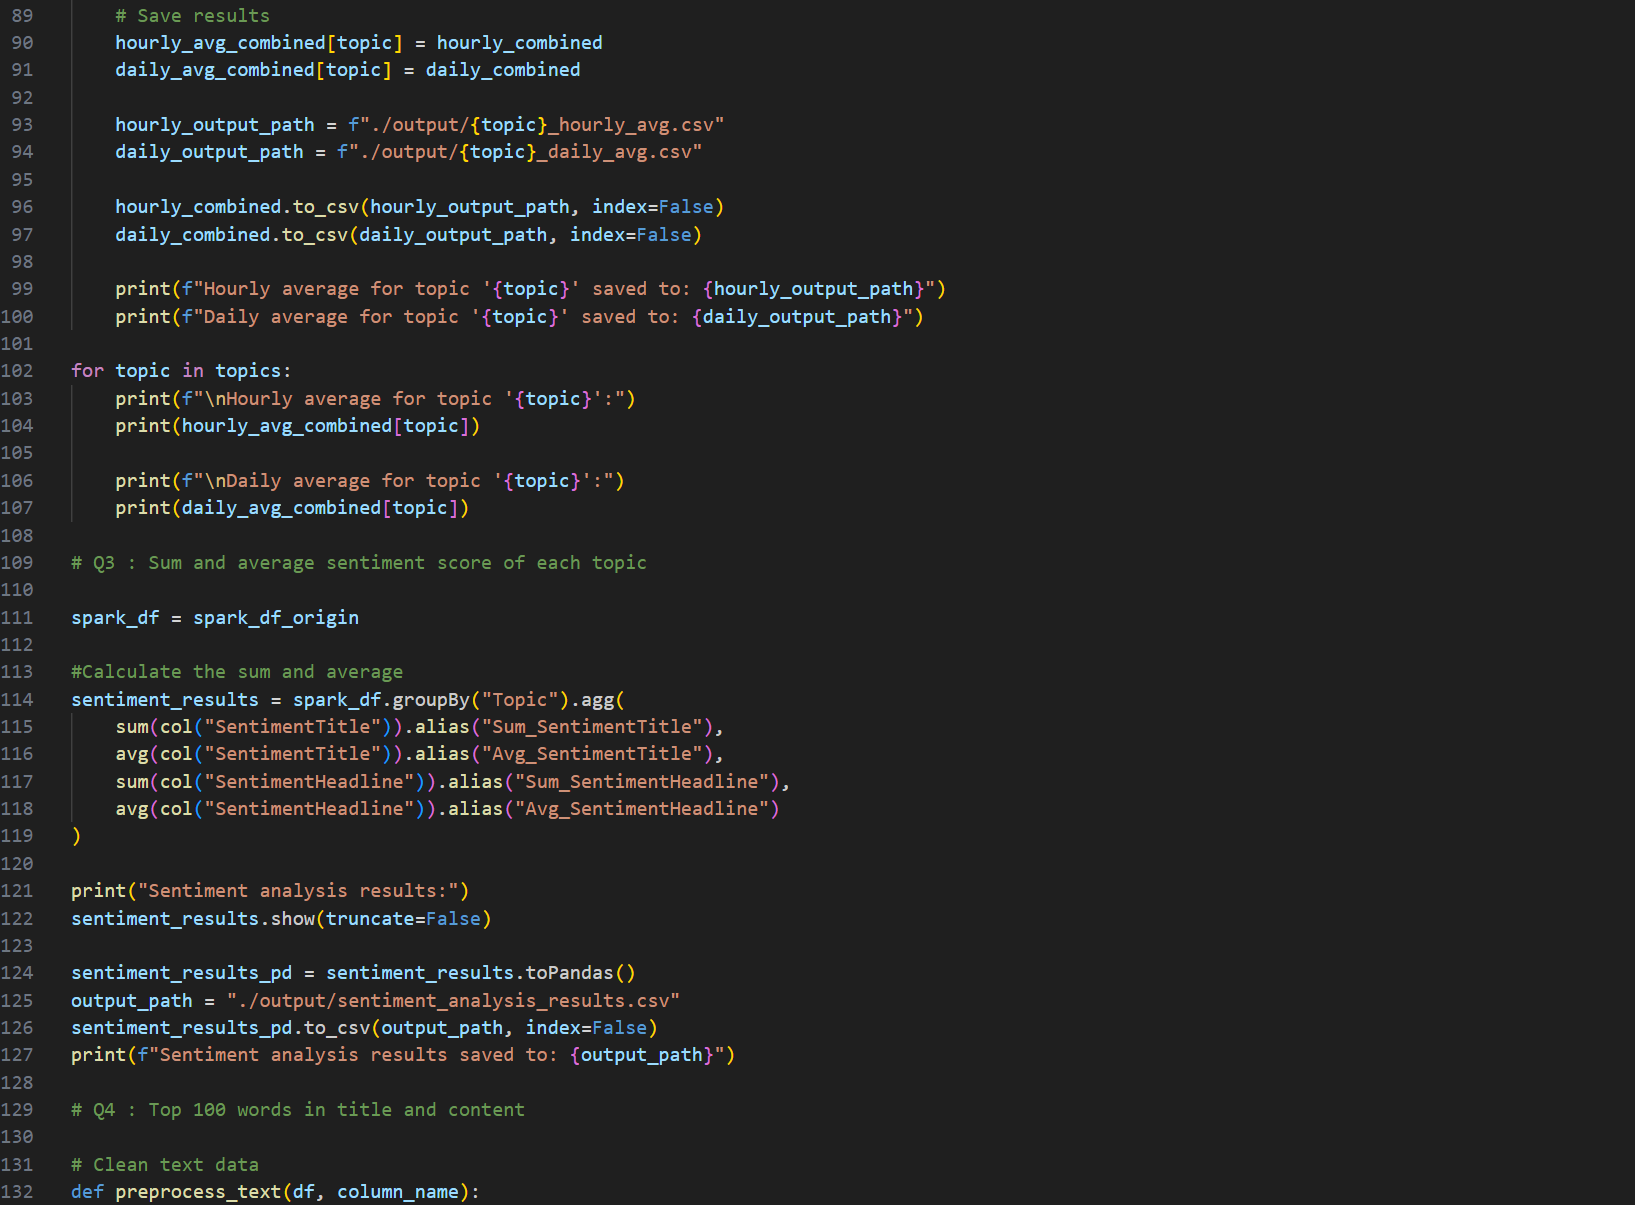 89 # Save results
90 hourly_avg_combined[topic] = hourly_combined
91 daily_avg_combined[topic] = daily_combined
92
93 hourly_output_path = f"./output/{topic}_hourly_avg.csv"
94 daily_output_path = f"./output/{topic}_daily_avg.csv"
95
96 hourly_combined.to_csv(hourly_output_path, index=False)
97 daily_combined.to_csv(daily_output_path, index=False)
98
99 print(f"Hourly average for topic '{topic}' saved to: {hourly_output_path}")
100 print(f"Daily average for topic '{topic}' saved to: {daily_output_path}")
101
102 for topic in topics:
103 print(f"\nHourly average for topic '{topic}':")
104 print(hourly_avg_combined[topic])
105
106 print(f"\nDaily average for topic '{topic}':")
107 print(daily_avg_combined[topic])
108
109 # Q3 : Sum and average sentiment score of each topic
110
111 spark_df = spark_df_origin
112
113 #Calculate the sum and average
114 sentiment_results = spark_df.groupBy("Topic").agg(
115 sum(col("SentimentTitle")).alias("Sum_SentimentTitle"),
116 avg(col("SentimentTitle")).alias("Avg_SentimentTitle"),
117 sum(col("SentimentHeadline")).alias("Sum_SentimentHeadline"),
118 avg(col("SentimentHeadline")).alias("Avg_SentimentHeadline")
119 )
120
121 print("Sentiment analysis results:")
122 sentiment_results.show(truncate=False)
123
124 sentiment_results_pd = sentiment_results.toPandas()
125 output_path = "./output/sentiment_analysis_results.csv"
126 sentiment_results_pd.to_csv(output_path, index=False)
127 print(f"Sentiment analysis results saved to: {output_path}")
128
129 # Q4 : Top 100 words in title and content
130
131 # Clean text data
132 def preprocess_text(df, column_name):